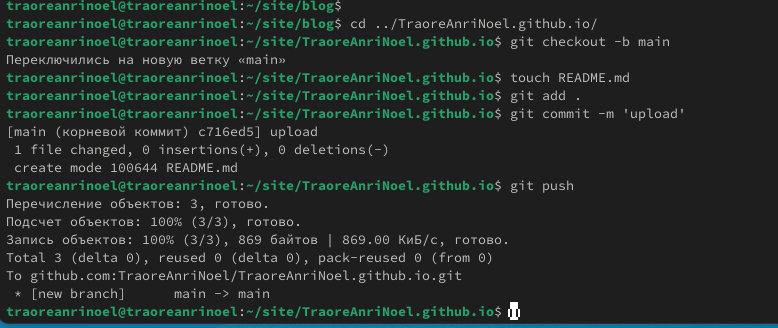 traoreanrinoel@traoreanrinoel:~/site/blog$
traoreanrinoel@traoreanrinoel:~/site/blog$ cd ../TraoreAnriNoel.github.io/
traoreanrinoel@traoreanrinoel:~/site/TraoreAnriNoel.github.io$ git checkout -b main
Переключились на новую ветку «main»
traoreanrinoel@traoreanrinoel:~/site/TraoreAnriNoel.github.io$ touch README.md
traoreanrinoel@traoreanrinoel:~/site/TraoreAnriNoel.github.io$ git add .
traoreanrinoel@traoreanrinoel:~/site/TraoreAnriNoel.github.io$ git commit -m 'upload'
[main (корневой коммит) c716ed5] upload
 1 file changed, 0 insertions(+), 0 deletions(-)
 create mode 100644 README.md
traoreanrinoel@traoreanrinoel:~/site/TraoreAnriNoel.github.io$ git push
Перечисление объектов: 3, готово.
Подсчет объектов: 100% (3/3), готово.
Запись объектов: 100% (3/3), 869 байтов | 869.00 КиБ/с, готово.
Total 3 (delta 0), reused 0 (delta 0), pack-reused 0 (from 0)
To github.com:TraoreAnriNoel/TraoreAnriNoel.github.io.git
 * [new branch]      main -> main
traoreanrinoel@traoreanrinoel:~/site/TraoreAnriNoel.github.io$